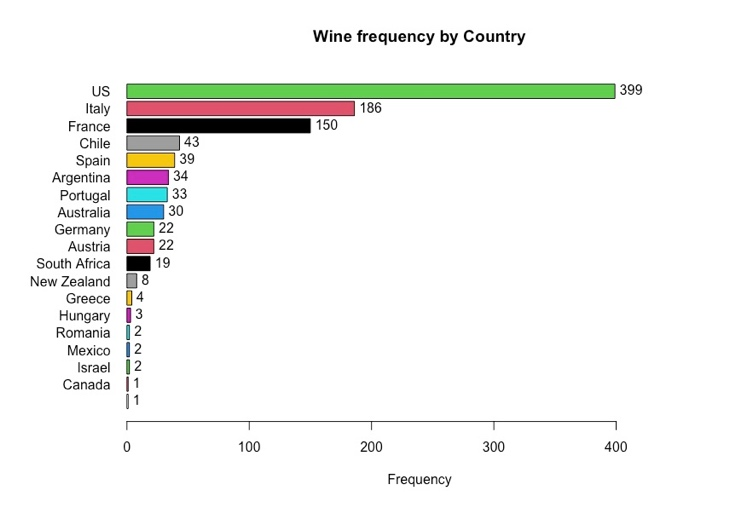 Wine frequency by Country
US 399
Italy 186
France 150
Chile 43
Spain 39
Argentina 34
Portugal 33
Australia 30
Germany 22
Austria 22
South Africa 19
New Zealand 8
Greece 4
Hungary 3
Romania 2
Mexico 2
Israel 2
Canada 1
1
0 100 200 300 400
Frequency